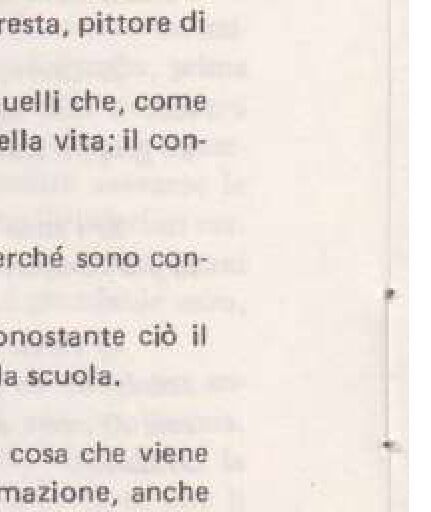 resta, pittore di
uelli che, come
ella vita; il con-
erché sono con-
onostante ciò il
la scuola.
cosa che viene
mazione, anche